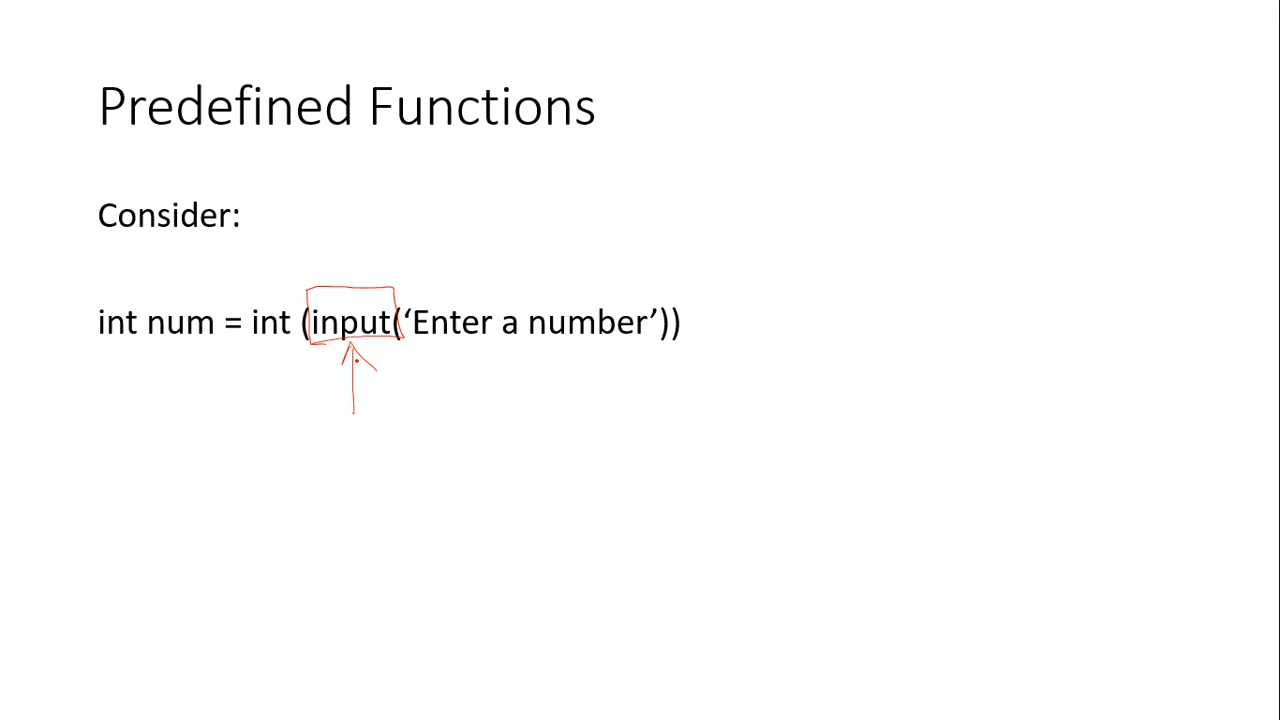 Predefined Functions
Consider:
int num = int (input(‘Enter a number’))